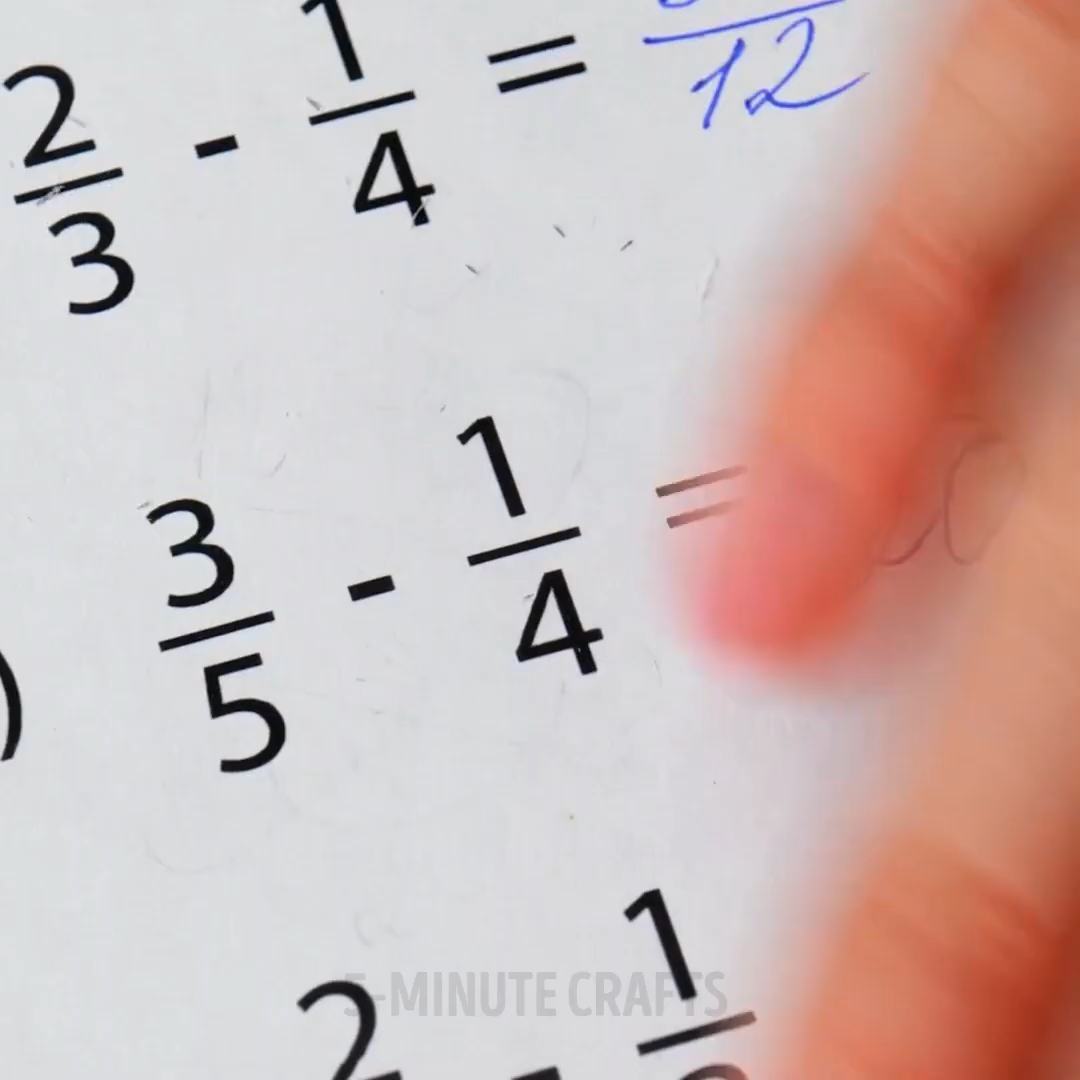 2/3 - 1/4 = /12
) 3/5 - 1/4 =
2 - 1
5-MINUTE CRAFTS